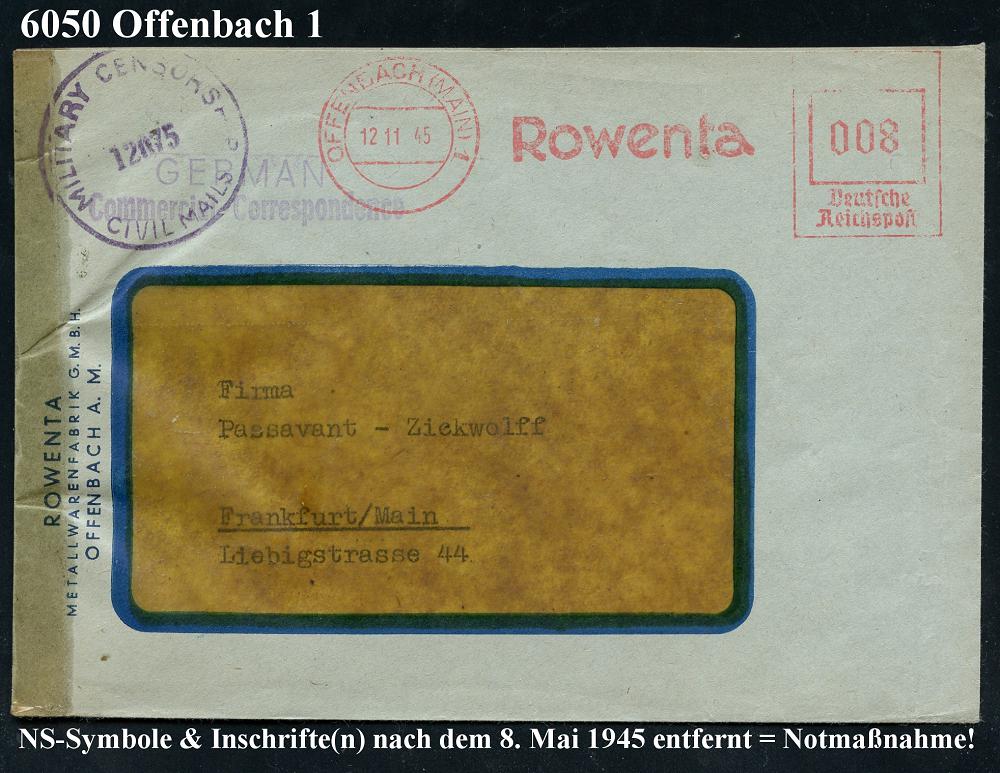 6050 Offenbach 1
MILITARY CENSORSHIP
12075
CIVIL MAILS
GERMAN
Commercial Correspondence
OFFENBACH (MAIN) 1
12 11 45
Rowenta
008
Deutsche
Reichspost
ROWENTA
METALLWARENFABRIK G.M.B.H.
OFFENBACH A. M.
Firma
Passavant - Zickwolff
Frankfurt/Main
Liebigstrasse 44
NS-Symbole & Inschrifte(n) nach dem 8. Mai 1945 entfernt = Notmaßnahme!